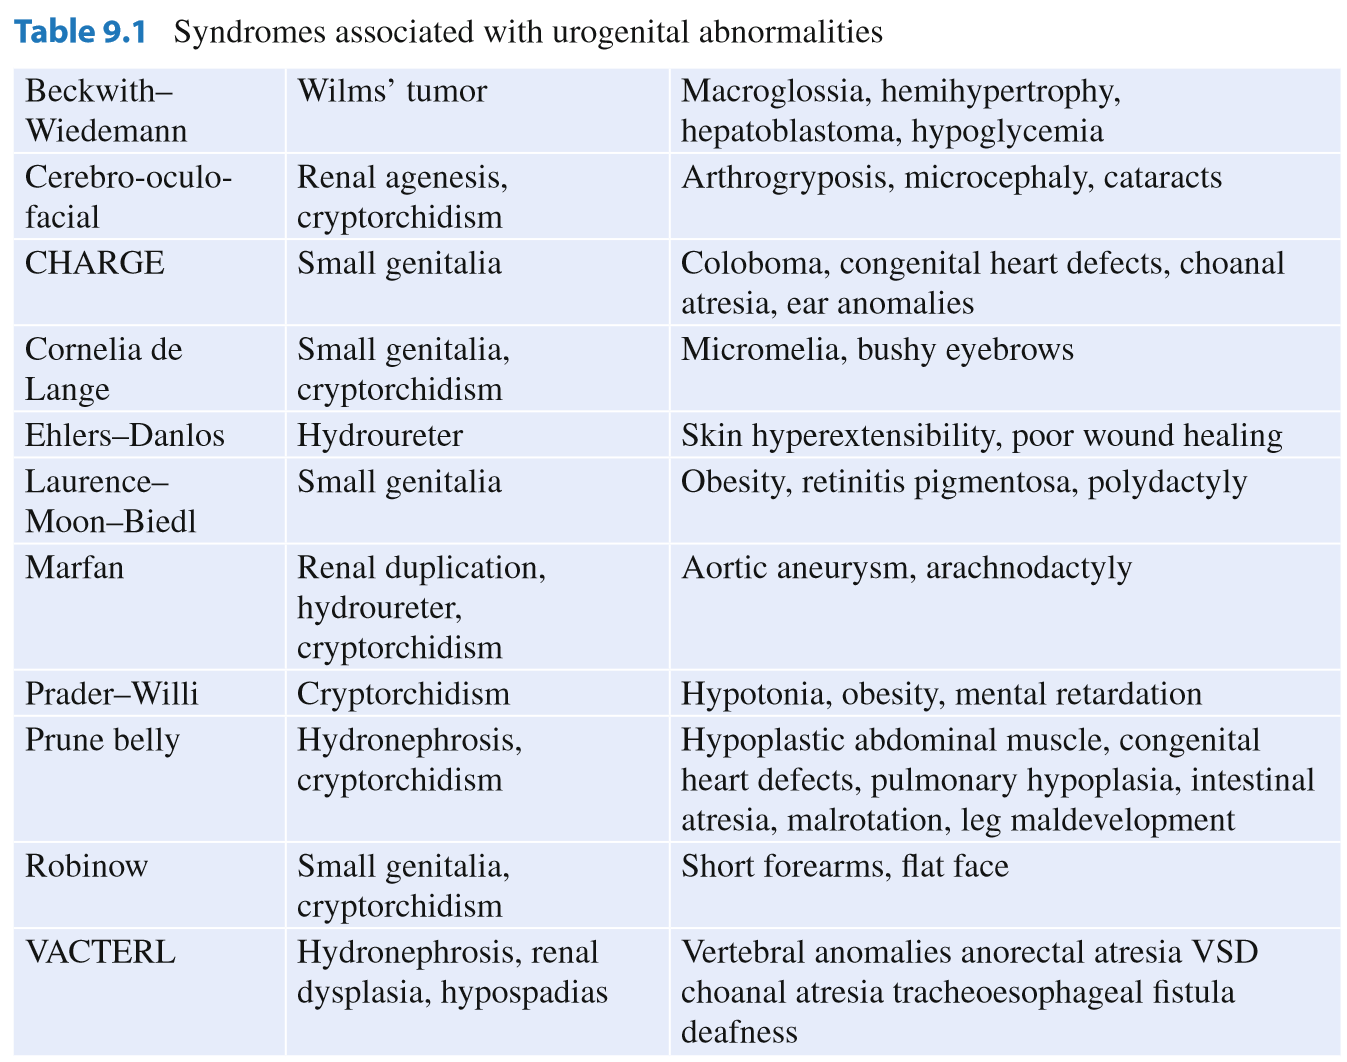 Table 9.1 Syndromes associated with urogenital abnormalities
Beckwith–
Wiedemann
Wilms’ tumor
Macroglossia, hemihypertrophy,
hepatoblastoma, hypoglycemia
Cerebro-oculo-
facial
Renal agenesis,
cryptorchidism
Arthrogryposis, microcephaly, cataracts
CHARGE
Small genitalia
Coloboma, congenital heart defects, choanal
atresia, ear anomalies
Cornelia de
Lange
Small genitalia,
cryptorchidism
Micromelia, bushy eyebrows
Ehlers–Danlos
Hydroureter
Skin hyperextensibility, poor wound healing
Laurence–
Moon–Biedl
Small genitalia
Obesity, retinitis pigmentosa, polydactyly
Marfan
Renal duplication,
hydroureter,
cryptorchidism
Aortic aneurysm, arachnodactyly
Prader–Willi
Cryptorchidism
Hypotonia, obesity, mental retardation
Prune belly
Hydronephrosis,
cryptorchidism
Hypoplastic abdominal muscle, congenital
heart defects, pulmonary hypoplasia, intestinal
atresia, malrotation, leg maldevelopment
Robinow
Small genitalia,
cryptorchidism
Short forearms, flat face
VACTERL
Hydronephrosis, renal
dysplasia, hypospadias
Vertebral anomalies anorectal atresia VSD
choanal atresia tracheoesophageal fistula
deafness